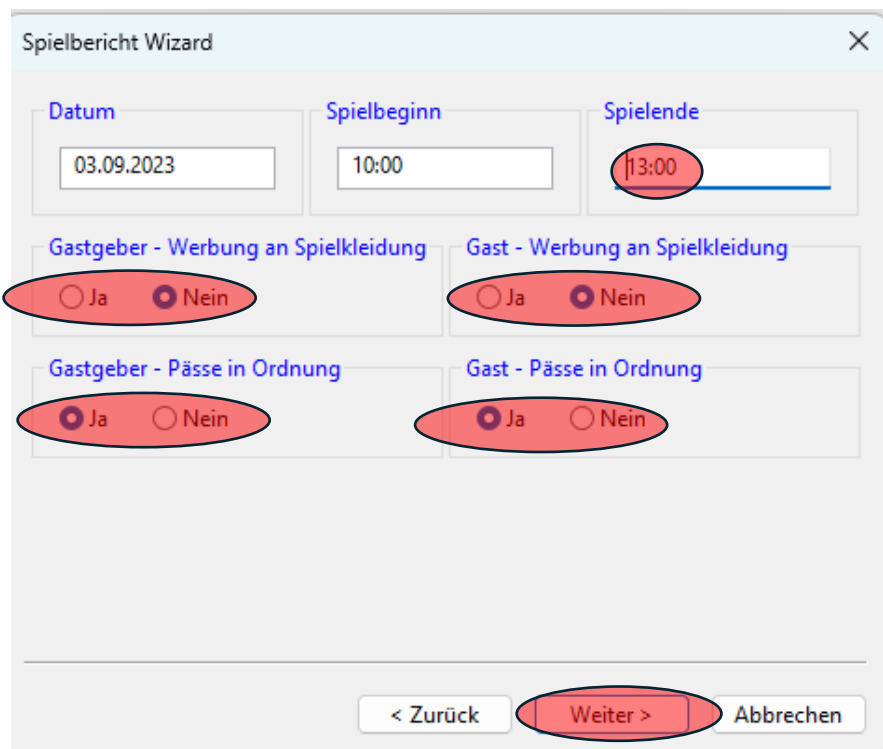 Spielbericht Wizard
Datum Spielbeginn Spielende
03.09.2023 10:00 13:00
Gastgeber - Werbung an Spielkleidung Gast - Werbung an Spielkleidung
Ja Nein Ja Nein
Gastgeber - Pässe in Ordnung Gast - Pässe in Ordnung
Ja Nein Ja Nein
< Zurück Weiter > Abbrechen